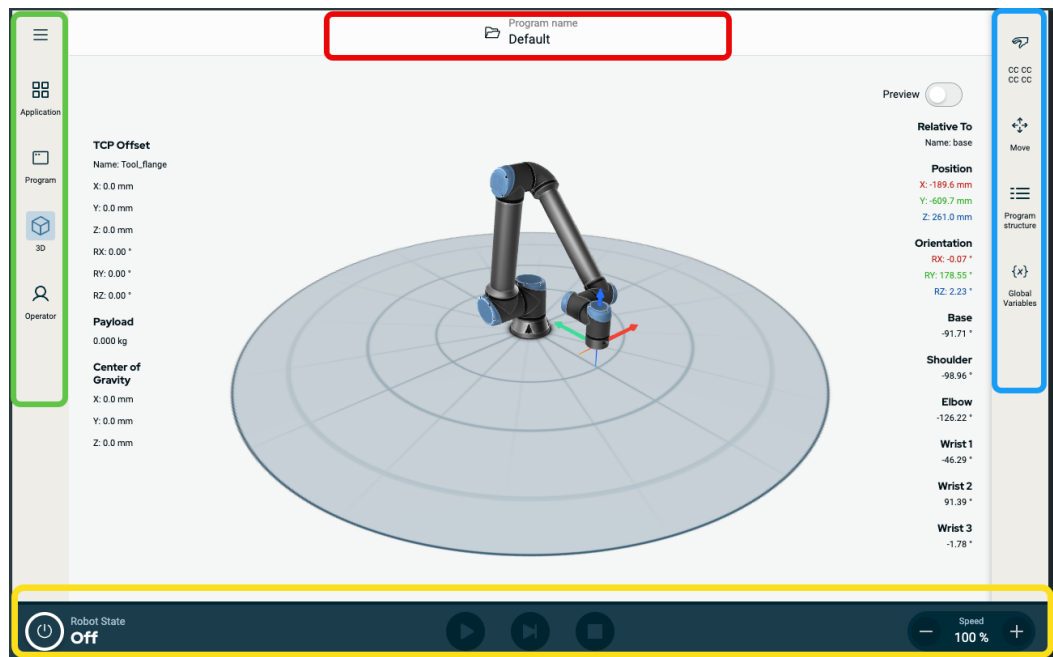 Program name
Default
Application
Program
3D
Operator
TCP Offset
Name: Tool_flange
X: 0.0 mm
Y: 0.0 mm
Z: 0.0 mm
RX: 0.00 °
RY: 0.00 °
RZ: 0.00 °
Payload
0.000 kg
Center of
Gravity
X: 0.0 mm
Y: 0.0 mm
Z: 0.0 mm
Preview
Relative To
Name: base
Position
X: -189.6 mm
Y: -609.7 mm
Z: 261.0 mm
Orientation
RX: -0.07 °
RY: 178.55 °
RZ: 2.23 °
Base
-91.71 °
Shoulder
-98.96 °
Elbow
-126.22 °
Wrist 1
-46.29 °
Wrist 2
91.39 °
Wrist 3
-1.78 °
CC CC
CC CC
Move
Program
structure
{x}
Global
Variables
Robot State
Off
Speed
100 %